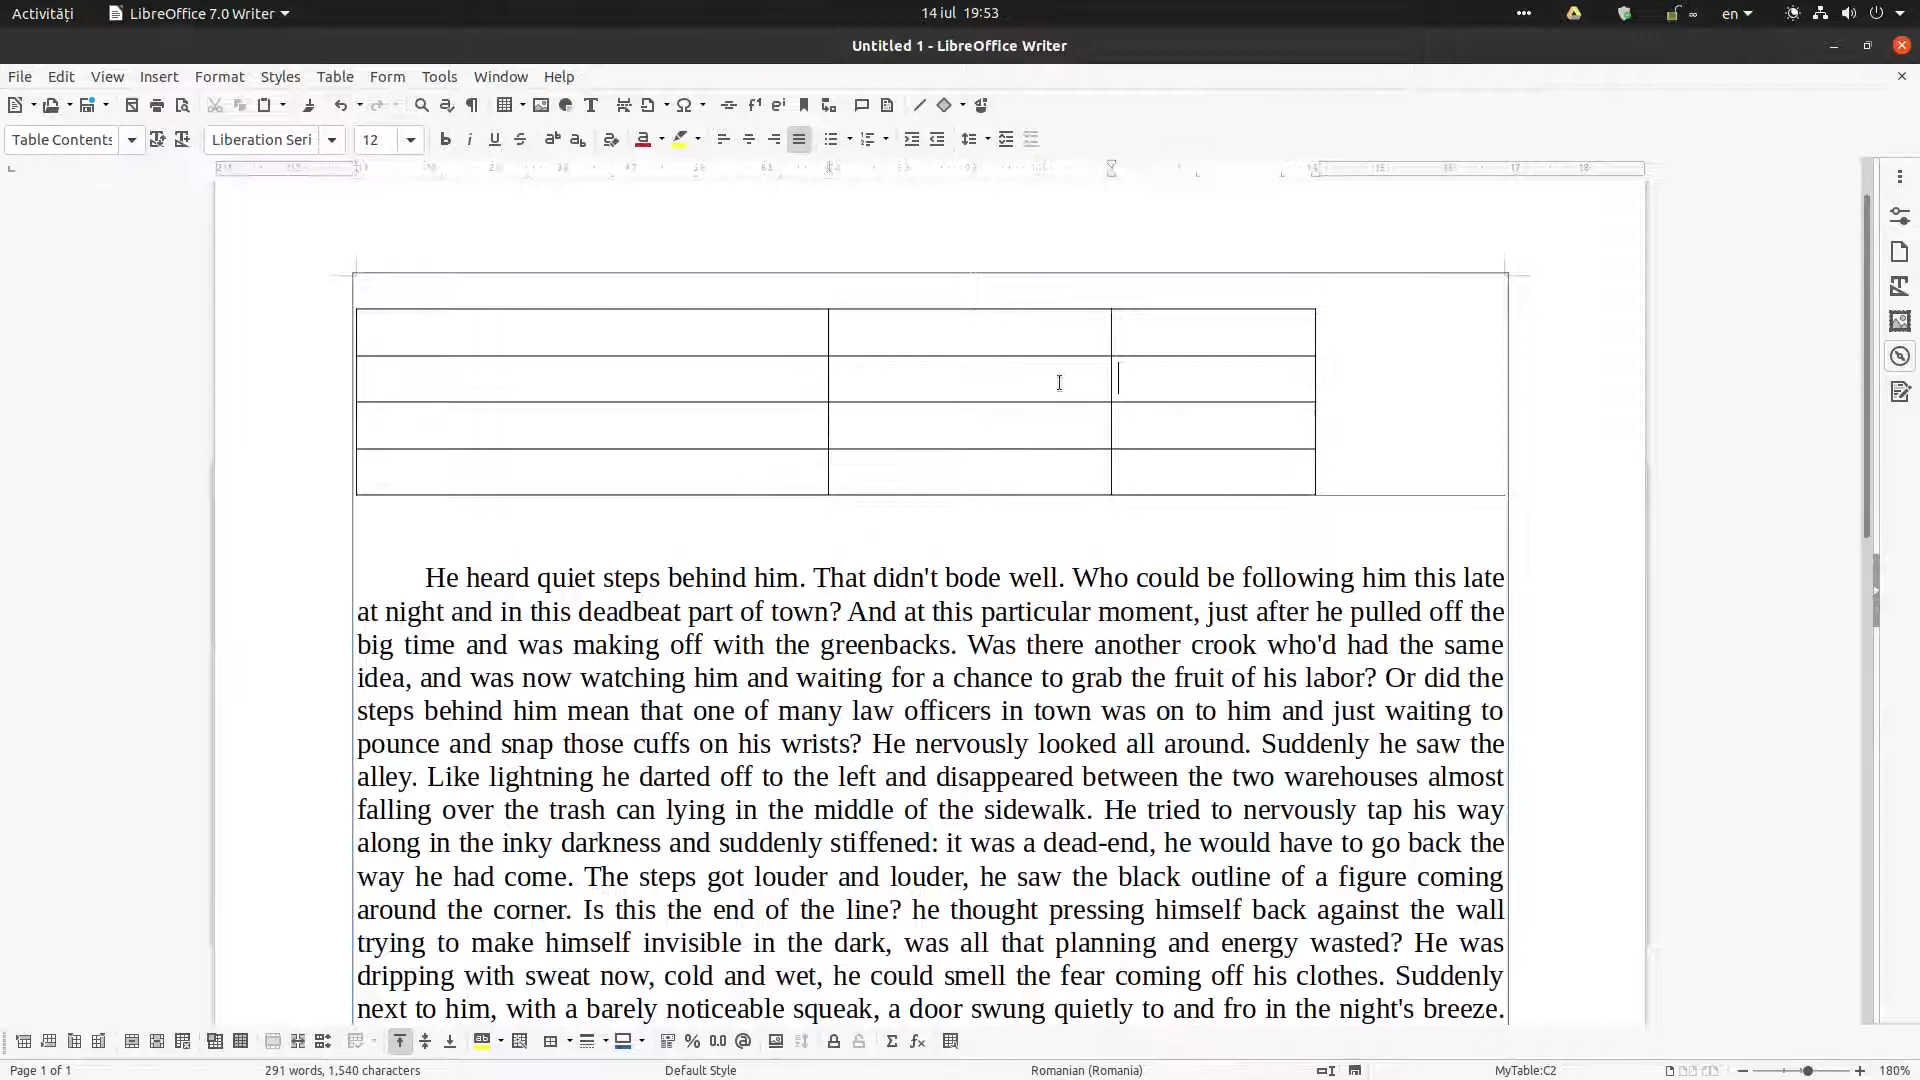 Activități
LibreOffice 7.0 Writer
14 iul 19:53
en
Untitled 1 - LibreOffice Writer
File Edit View Insert Format Styles Table Form Tools Window Help
Table Contents
Liberation Seri
12
He heard quiet steps behind him. That didn't bode well. Who could be following him this late
at night and in this deadbeat part of town? And at this particular moment, just after he pulled off the
big time and was making off with the greenbacks. Was there another crook who'd had the same
idea, and was now watching him and waiting for a chance to grab the fruit of his labor? Or did the
steps behind him mean that one of many law officers in town was on to him and just waiting to
pounce and snap those cuffs on his wrists? He nervously looked all around. Suddenly he saw the
alley. Like lightning he darted off to the left and disappeared between the two warehouses almost
falling over the trash can lying in the middle of the sidewalk. He tried to nervously tap his way
along in the inky darkness and suddenly stiffened: it was a dead-end, he would have to go back the
way he had come. The steps got louder and louder, he saw the black outline of a figure coming
around the corner. Is this the end of the line? he thought pressing himself back against the wall
trying to make himself invisible in the dark, was all that planning and energy wasted? He was
dripping with sweat now, cold and wet, he could smell the fear coming off his clothes. Suddenly
next to him, with a barely noticeable squeak, a door swung quietly to and fro in the night's breeze.
Page 1 of 1
291 words, 1,540 characters
Default Style
Romanian (Romania)
MyTable:C2
180%